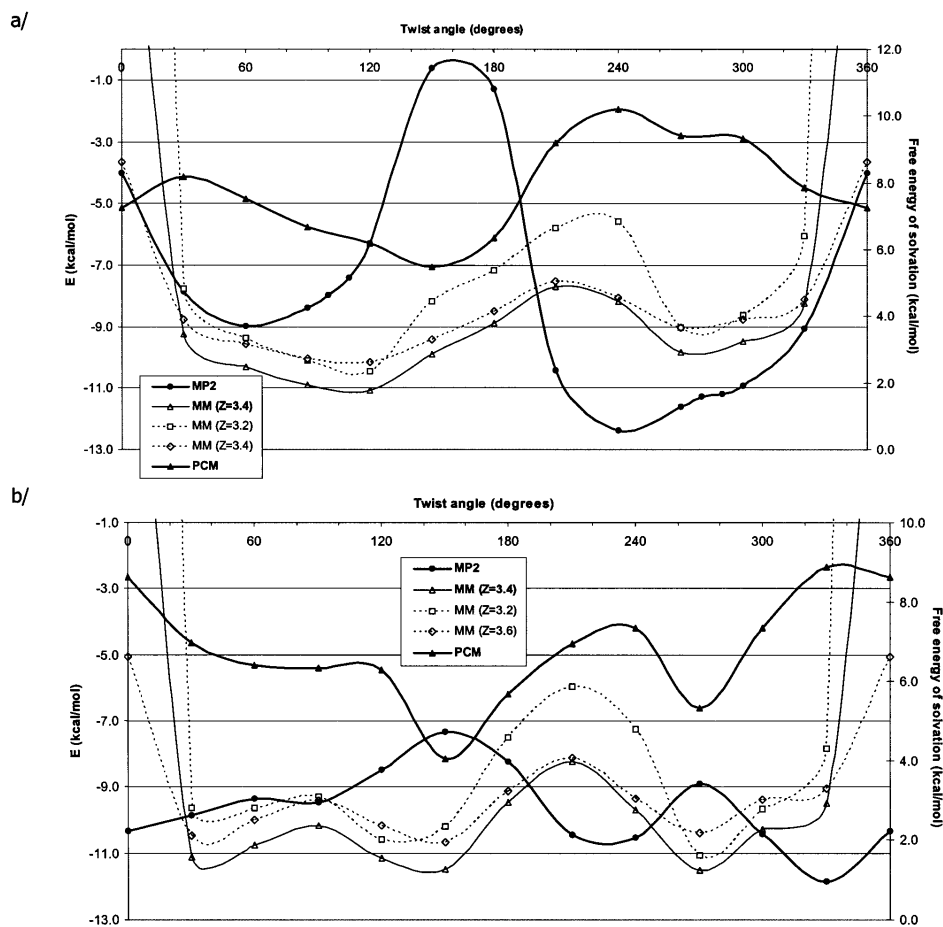 a/
Twist angle (degrees)
0 60 120 180 240 300 360
12.0
10.0
8.0
6.0
4.0
2.0
0.0
-1.0
-3.0
-5.0
-7.0
-9.0
-11.0
-13.0
E (kcal/mol)
Free energy of solvation (kcal/mol)
MP2
MM (Z=3.4)
MM (Z=3.2)
MM (Z=3.4)
PCM
b/
Twist angle (degrees)
0 60 120 180 240 300 360
-1.0
-3.0
-5.0
-7.0
-9.0
-11.0
-13.0
E (kcal/mol)
MP2
MM (Z=3.4)
MM (Z=3.2)
MM (Z=3.6)
PCM
10.0
8.0
6.0
4.0
2.0
0.0
Free energy of solvation (kcal/mol)